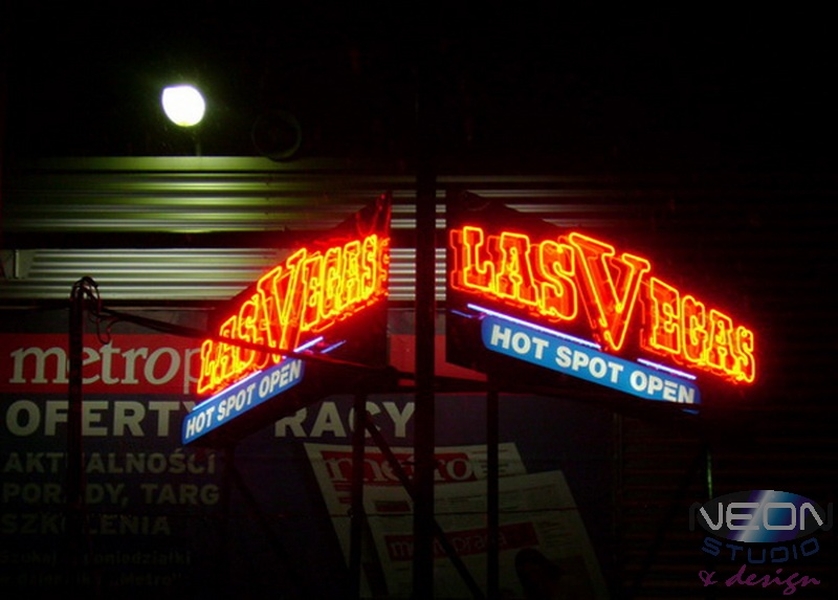 LAS VEGAS
HOT SPOT OPEN
LAS VEGAS
HOT SPOT OPEN
metrop
OFERTY RACY
AKTUALNOŚCI
PORADY, TARG
SZKOLENIA
metro
NEON
STUDIO
& design